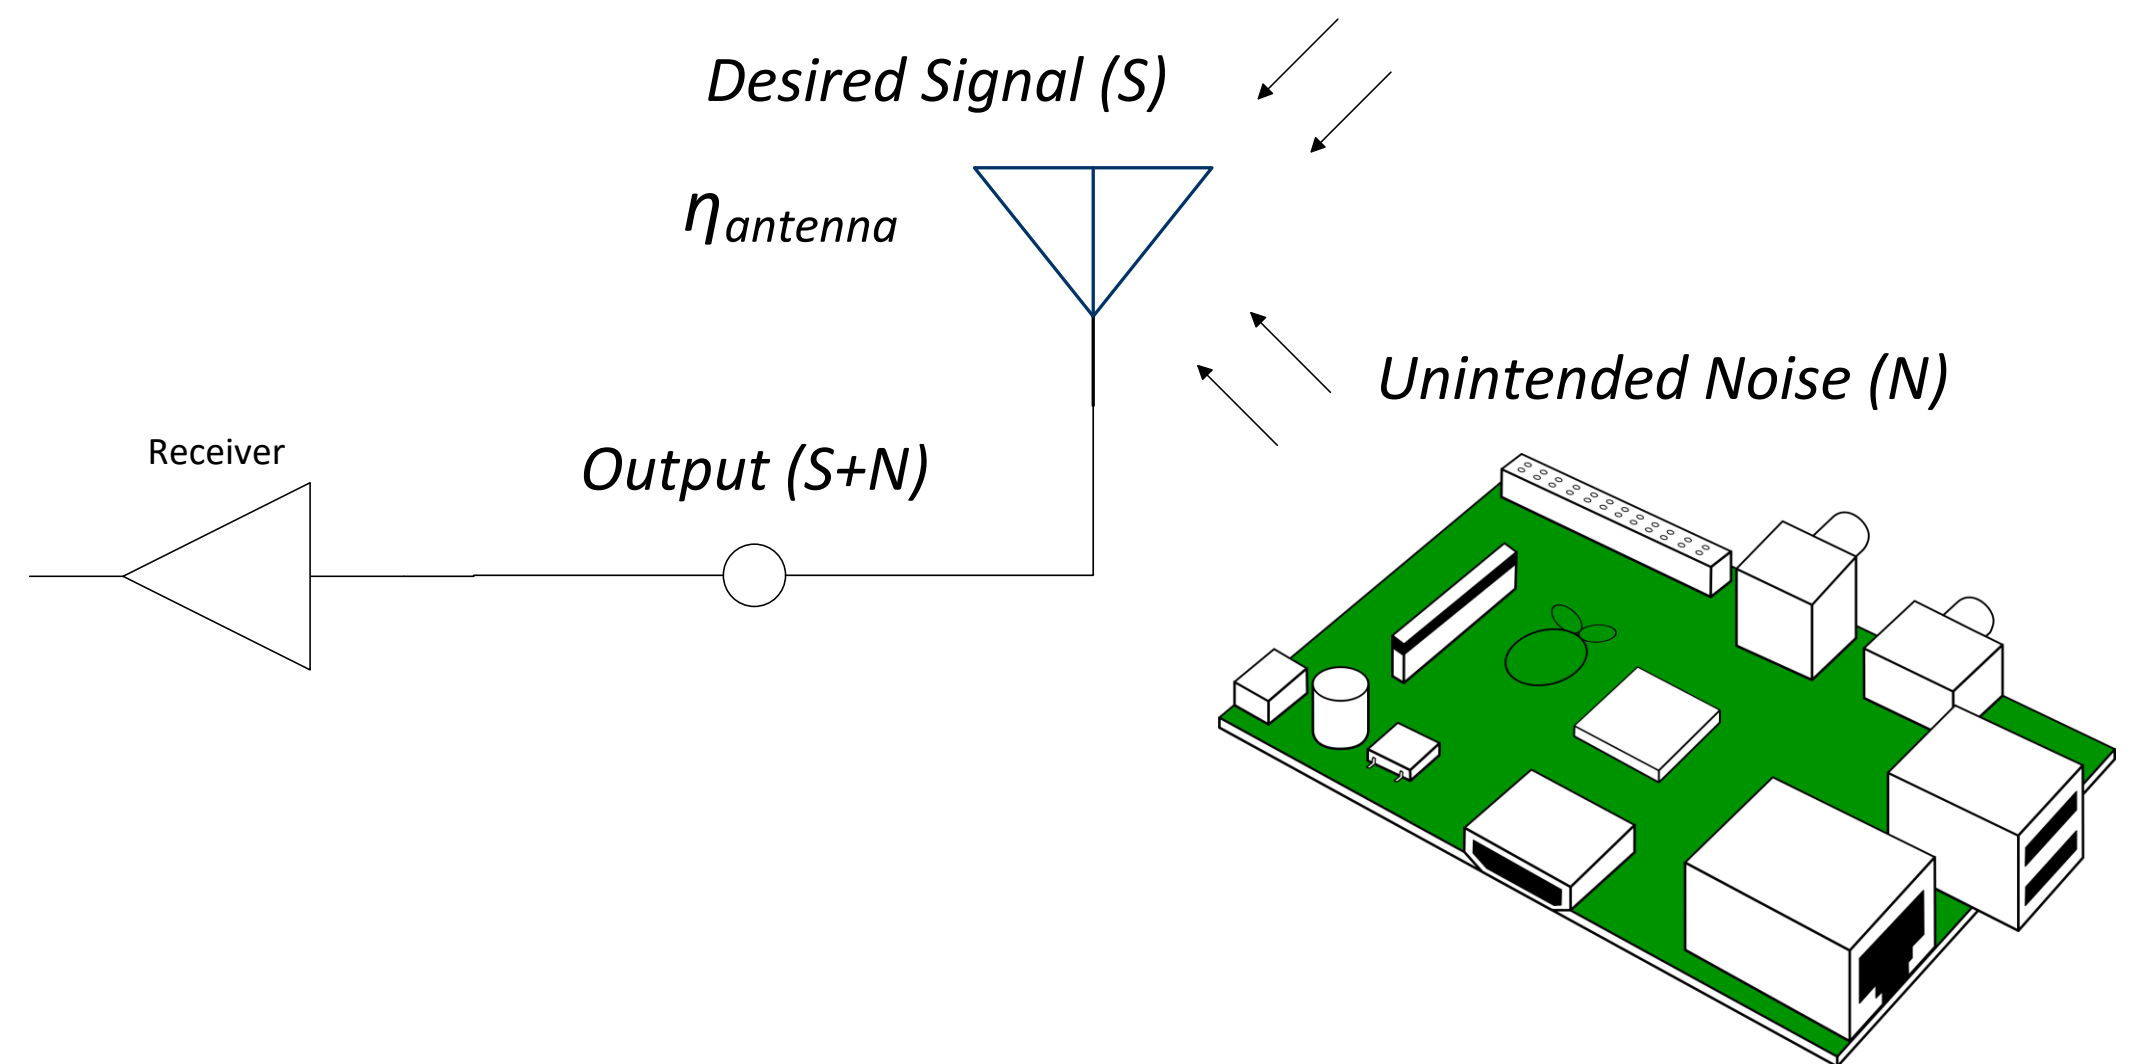 Desired Signal (S)
ηantenna
Unintended Noise (N)
Receiver
Output (S+N)